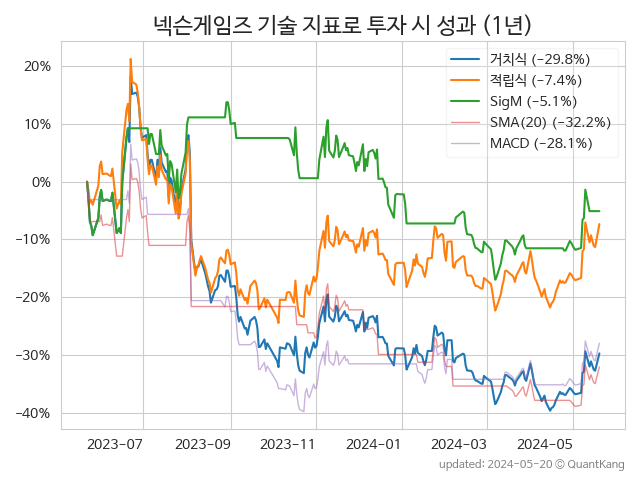 넥슨게임즈 기술 지표로 투자 시 성과 (1년)
거치식 (−29.8%)
적립식 (−7.4%)
SigM (−5.1%)
SMA(20) (−32.2%)
MACD (−28.1%)
20%
10%
0%
−10%
−20%
−30%
−40%
2023−07
2023−09
2023−11
2024−01
2024−03
2024−05
updated: 2024−05−20 © QuantKang